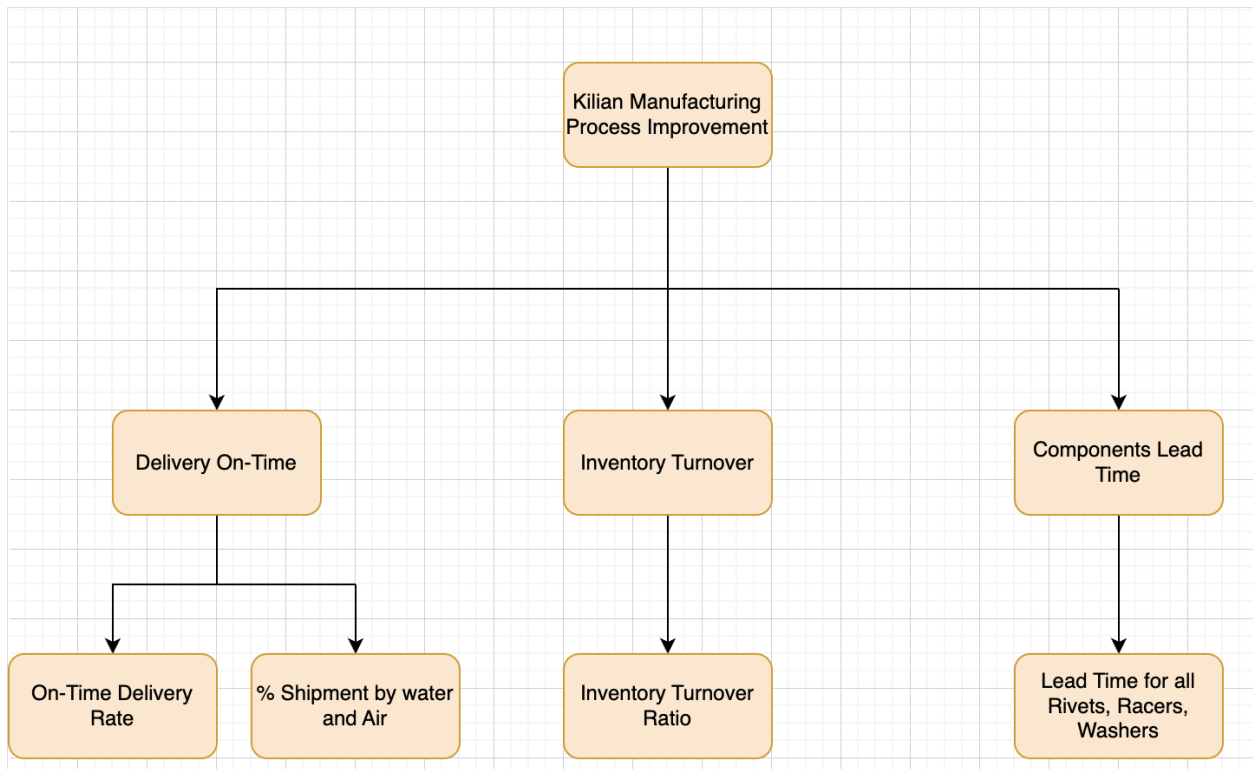 Kilian Manufacturing
Process Improvement
Delivery On-Time
Inventory Turnover
Components Lead
Time
On-Time Delivery
Rate
% Shipment by water
and Air
Inventory Turnover
Ratio
Lead Time for all
Rivets, Racers,
Washers